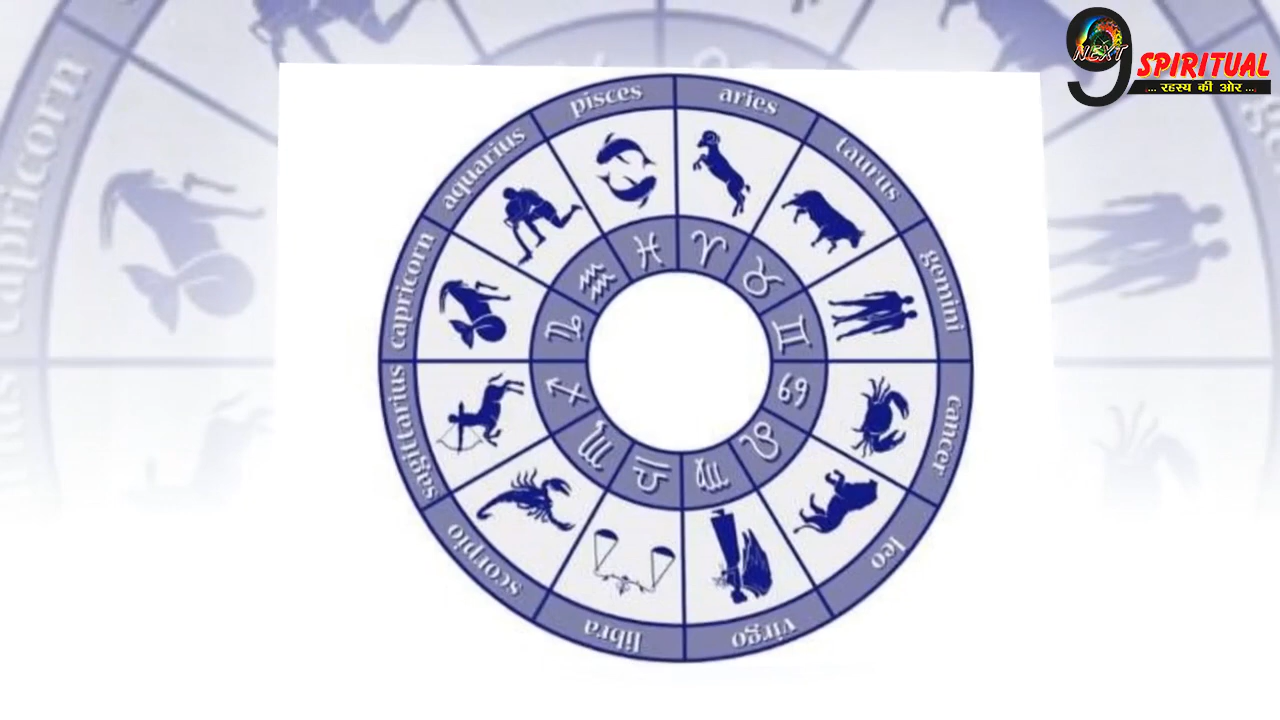 NEXT
9
SPIRITUAL
... रहस्य की ओर ...
pisces
aries
taurus
gemini
cancer
leo
virgo
libra
scorpio
sagittarius
capricorn
aquarius
capricorn